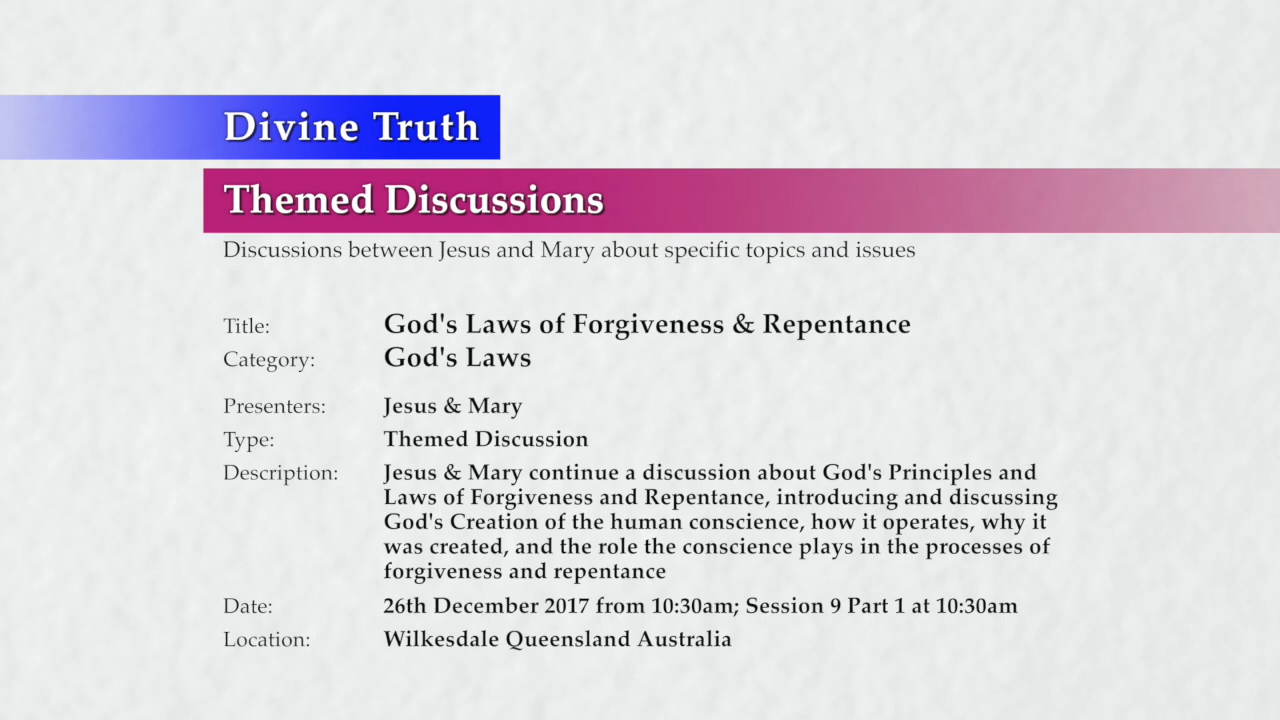 Divine Truth
Themed Discussions
Discussions between Jesus and Mary about specific topics and issues
Title: God's Laws of Forgiveness & Repentance
Category: God's Laws
Presenters: Jesus & Mary
Type: Themed Discussion
Description: Jesus & Mary continue a discussion about God's Principles and
Laws of Forgiveness and Repentance, introducing and discussing
God's Creation of the human conscience, how it operates, why it
was created, and the role the conscience plays in the processes of
forgiveness and repentance
Date: 26th December 2017 from 10:30am; Session 9 Part 1 at 10:30am
Location: Wilkesdale Queensland Australia